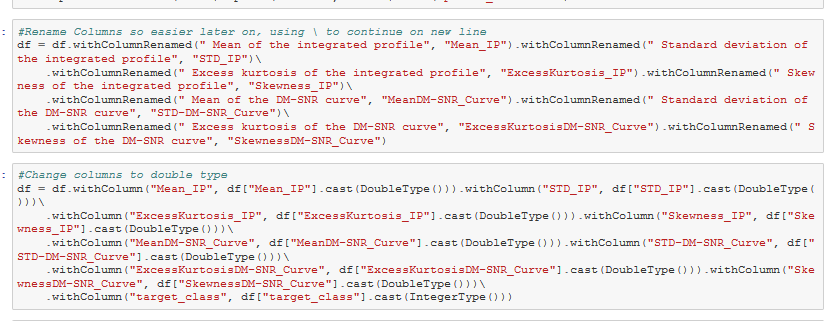 : #Rename Columns so easier later on, using \ to continue on new line
df = df.withColumnRenamed(" Mean of the integrated profile", "Mean_IP").withColumnRenamed(" Standard deviation of
the integrated profile", "STD_IP")\
.withColumnRenamed(" Excess kurtosis of the integrated profile", "ExcessKurtosis_IP").withColumnRenamed(" Skew
ness of the integrated profile", "Skewness_IP")\
.withColumnRenamed(" Mean of the DM-SNR curve", "MeanDM-SNR_Curve").withColumnRenamed(" Standard deviation of
the DM-SNR curve", "STD-DM-SNR_Curve")\
.withColumnRenamed(" Excess kurtosis of the DM-SNR curve", "ExcessKurtosisDM-SNR_Curve").withColumnRenamed(" S
kewness of the DM-SNR curve", "SkewnessDM-SNR_Curve")
: #Change columns to double type
df = df.withColumn("Mean_IP", df["Mean_IP"].cast(DoubleType())).withColumn("STD_IP", df["STD_IP"].cast(DoubleType(
)))\
.withColumn("ExcessKurtosis_IP", df["ExcessKurtosis_IP"].cast(DoubleType())).withColumn("Skewness_IP", df["Ske
wness_IP"].cast(DoubleType()))\
.withColumn("MeanDM-SNR_Curve", df["MeanDM-SNR_Curve"].cast(DoubleType())).withColumn("STD-DM-SNR_Curve", df["
STD-DM-SNR_Curve"].cast(DoubleType()))\
.withColumn("ExcessKurtosisDM-SNR_Curve", df["ExcessKurtosisDM-SNR_Curve"].cast(DoubleType())).withColumn("Ske
wnessDM-SNR_Curve", df["SkewnessDM-SNR_Curve"].cast(DoubleType()))\
.withColumn("target_class", df["target_class"].cast(IntegerType()))